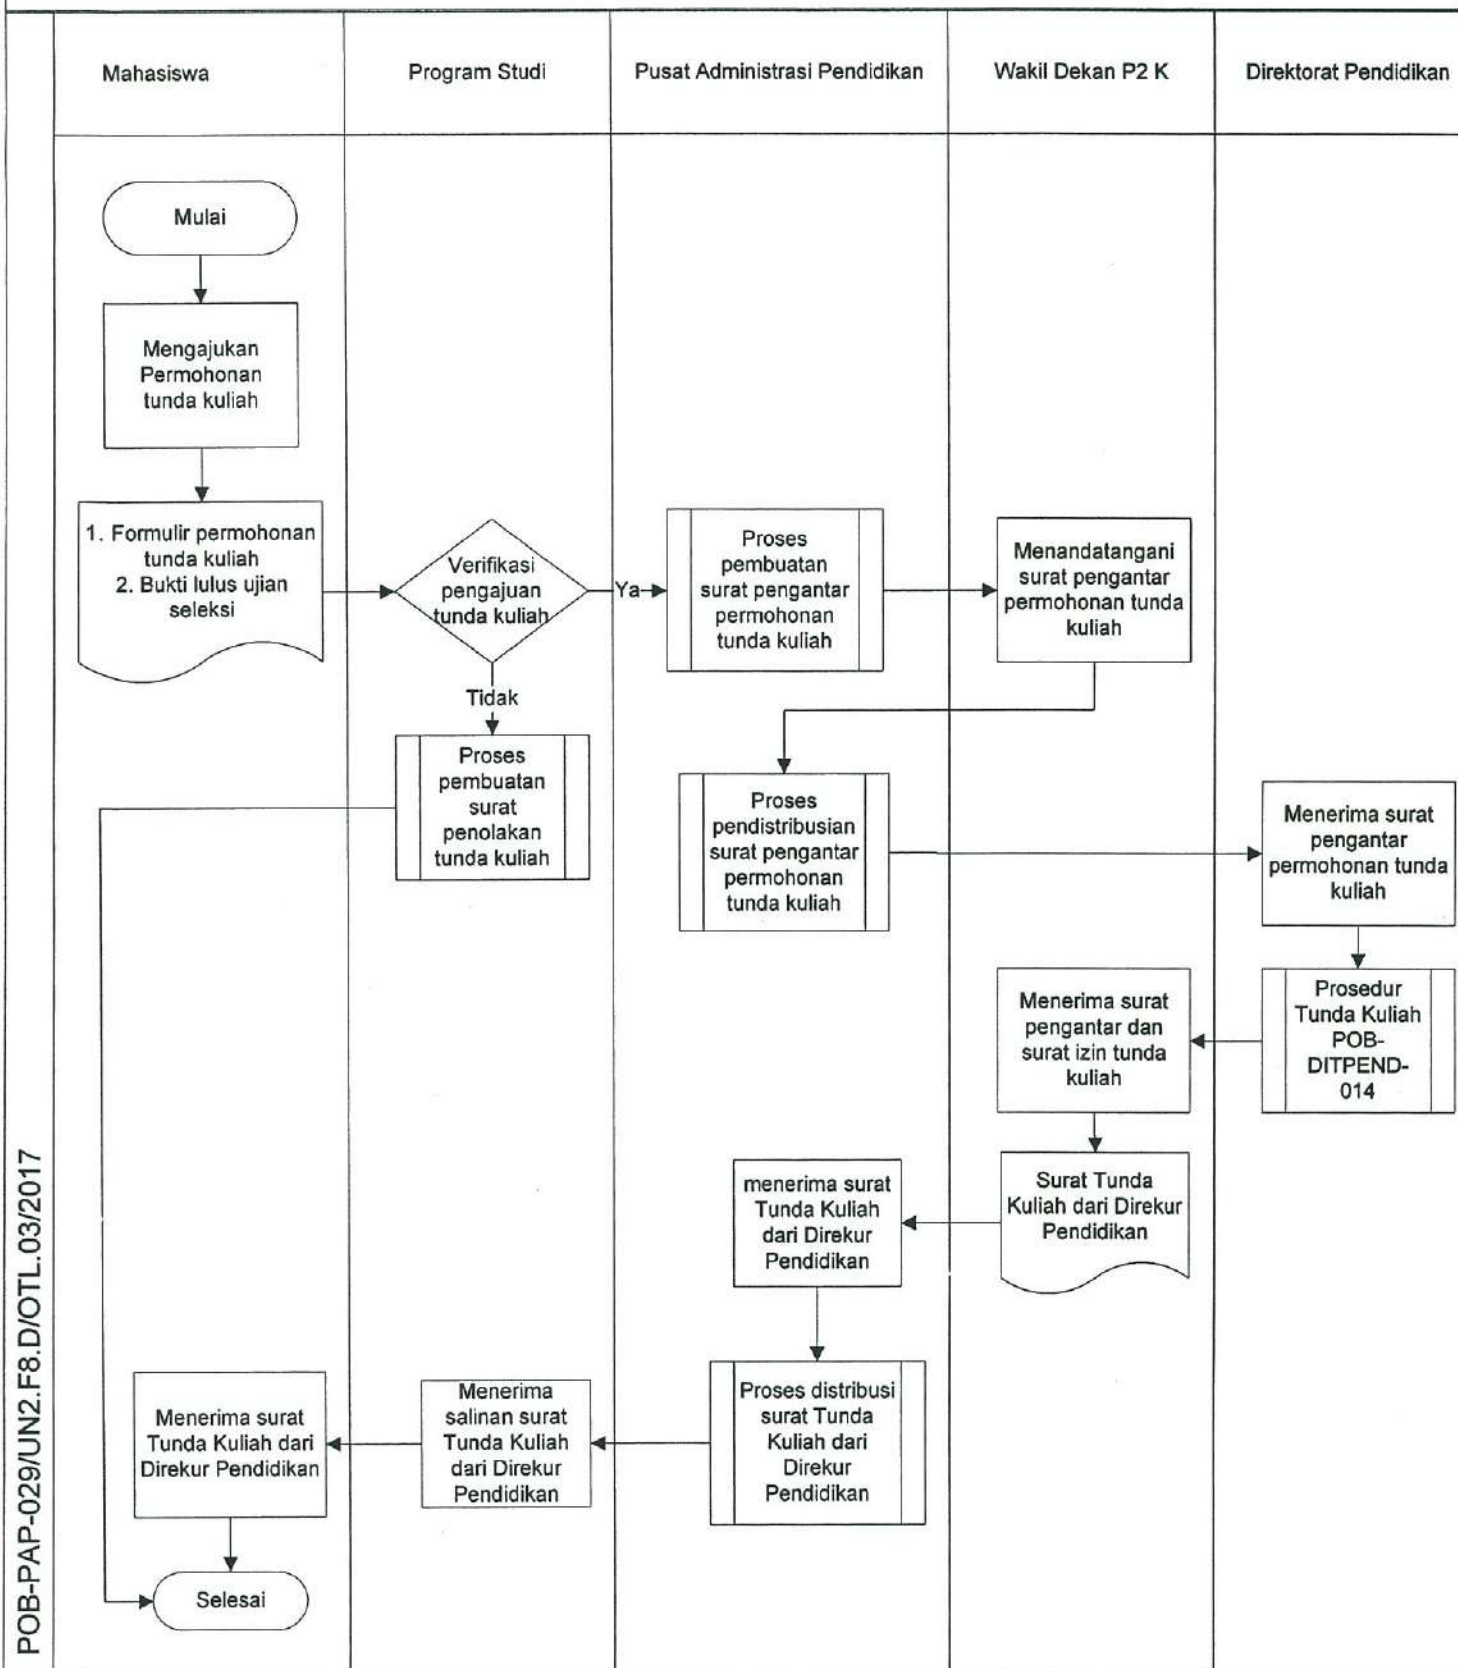 Mahasiswa
Program Studi
Pusat Administrasi Pendidikan
Wakil Dekan P2 K
Direktorat Pendidikan
Mulai
Mengajukan
Permohonan
tunda kuliah
1. Formulir permohonan
tunda kuliah
2. Bukti lulus ujian
seleksi
Verifikasi
pengajuan
tunda kuliah
Ya
Tidak
Proses
pembuatan
surat pengantar
permohonan
tunda kuliah
Menandatangani
surat pengantar
permohonan tunda
kuliah
Proses
pembuatan
surat
penolakan
tunda kuliah
Proses
pendistribusian
surat pengantar
permohonan
tunda kuliah
Menerima surat
pengantar
permohonan tunda
kuliah
Prosedur
Tunda Kuliah
POB-
DITPEND-
014
Menerima surat
pengantar dan
surat izin tunda
kuliah
Surat Tunda
Kuliah dari Direkur
Pendidikan
menerima surat
Tunda Kuliah
dari Direkur
Pendidikan
Proses distribusi
surat Tunda
Kuliah dari
Direkur
Pendidikan
Menerima
salinan surat
Tunda Kuliah
dari Direkur
Pendidikan
Menerima surat
Tunda Kuliah dari
Direkur Pendidikan
Selesai
POB-PAP-029/UN2.F8.D/OTL.03/2017